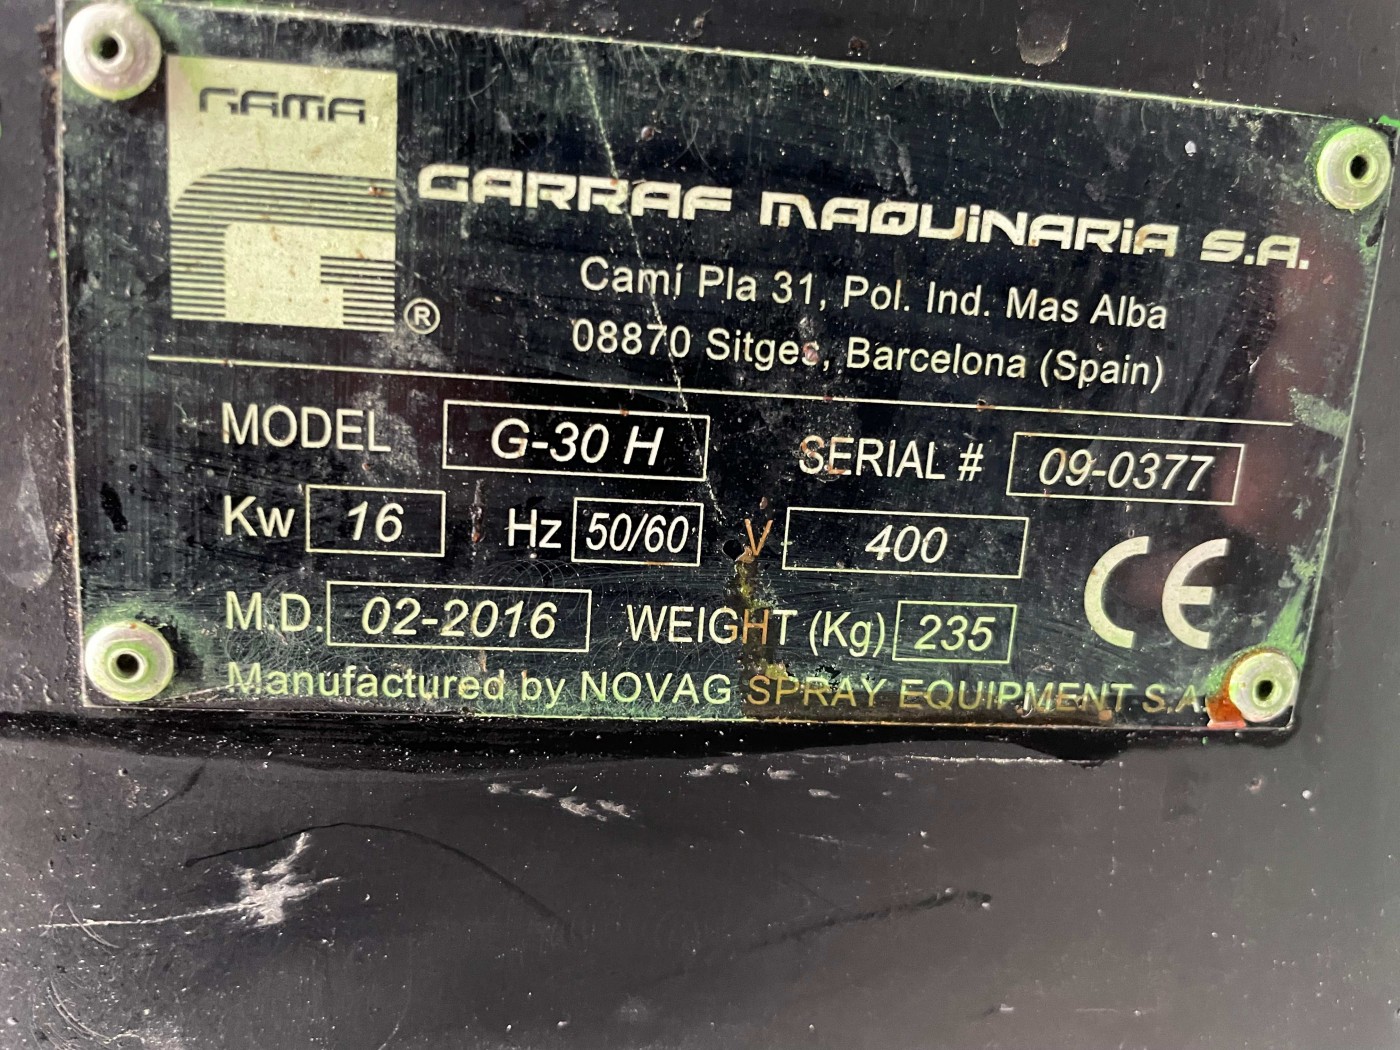 GAMA
GARRAF MAQUINARIA S.A.
®
Camí Pla 31, Pol. Ind. Mas Alba
08870 Sitges, Barcelona (Spain)
MODEL G-30 H SERIAL # 09-0377
Kw 16 Hz 50/60 V 400
CE
M.D. 02-2016 WEIGHT (Kg) 235
Manufactured by NOVAG SPRAY EQUIPMENT S.A.